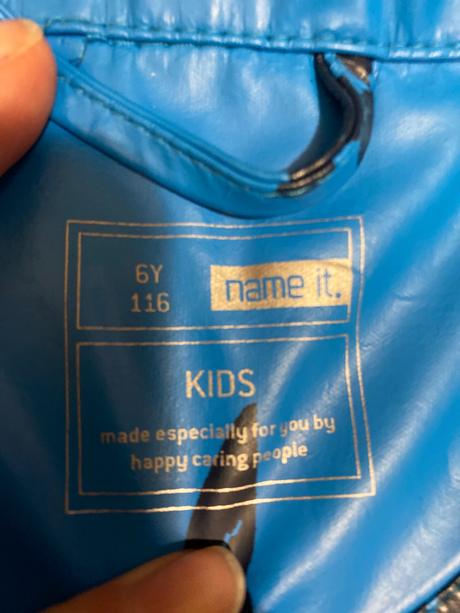 6Y
116
name it.
KIDS
made especially for you by
happy caring people